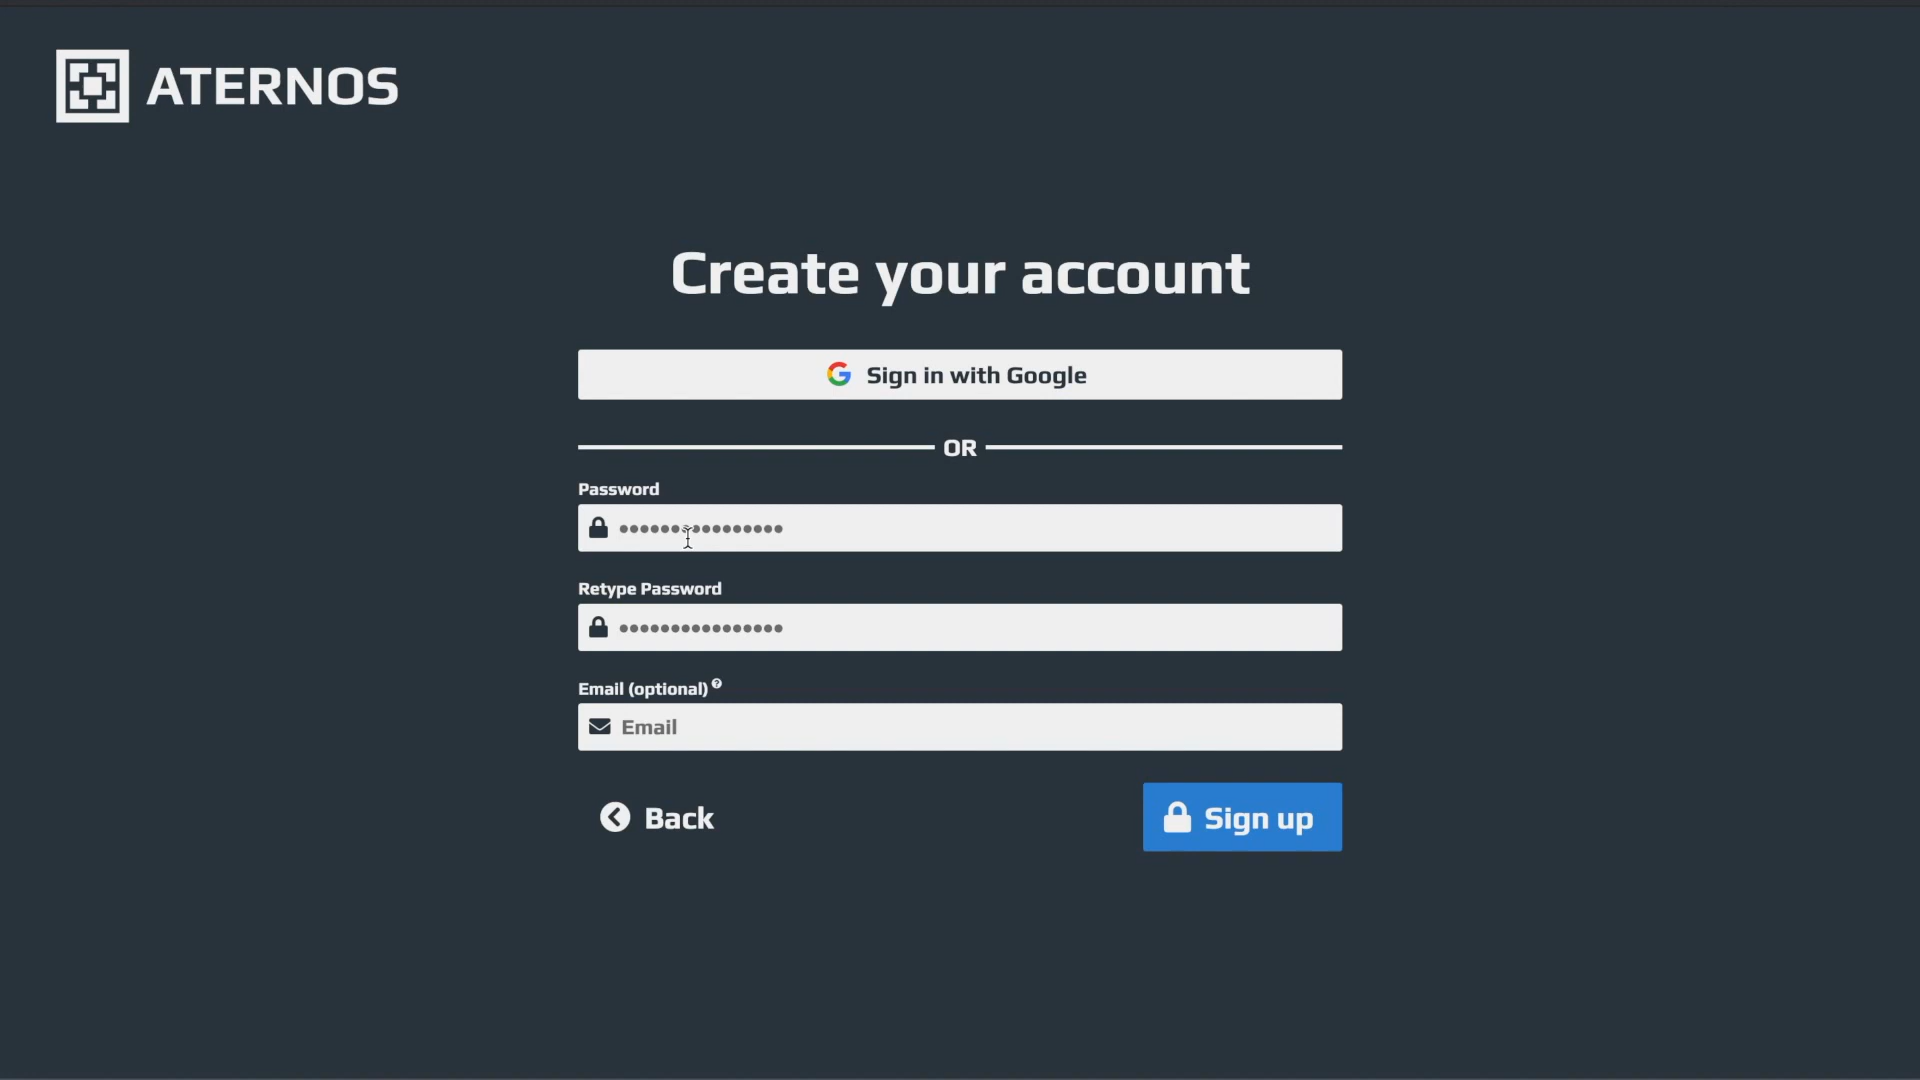 ATERNOS
Create your account
Sign in with Google
OR
Password
••••••••••••••••
Retype Password
••••••••••••••••
Email (optional) ?
Email
Back
Sign up